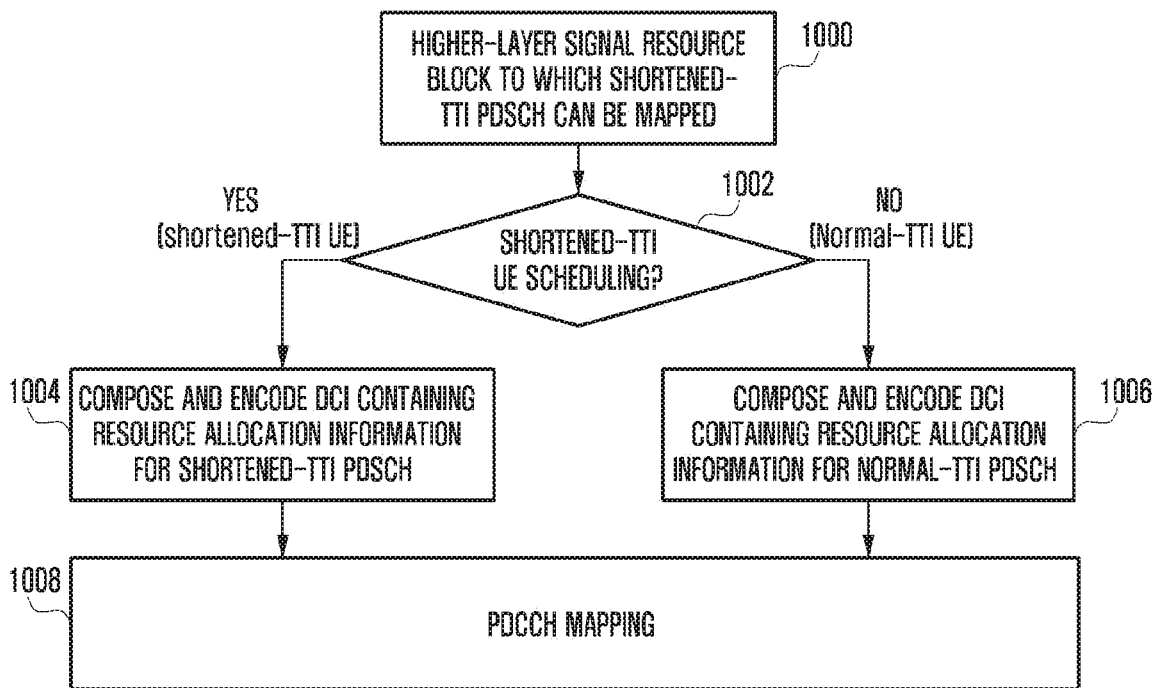 HIGHER-LAYER SIGNAL RESOURCE
BLOCK TO WHICH SHORTENED-
TTI PDSCH CAN BE MAPPED
1000
1002
YES
(shortened-TTI UE)
NO
(Normal-TTI UE)
SHORTENED-TTI
UE SCHEDULING?
1004
COMPOSE AND ENCODE DCI CONTAINING
RESOURCE ALLOCATION INFORMATION
FOR SHORTENED-TTI PDSCH
COMPOSE AND ENCODE DCI
CONTAINING RESOURCE ALLOCATION
INFORMATION FOR NORMAL-TTI PDSCH
1006
1008
PDCCH MAPPING